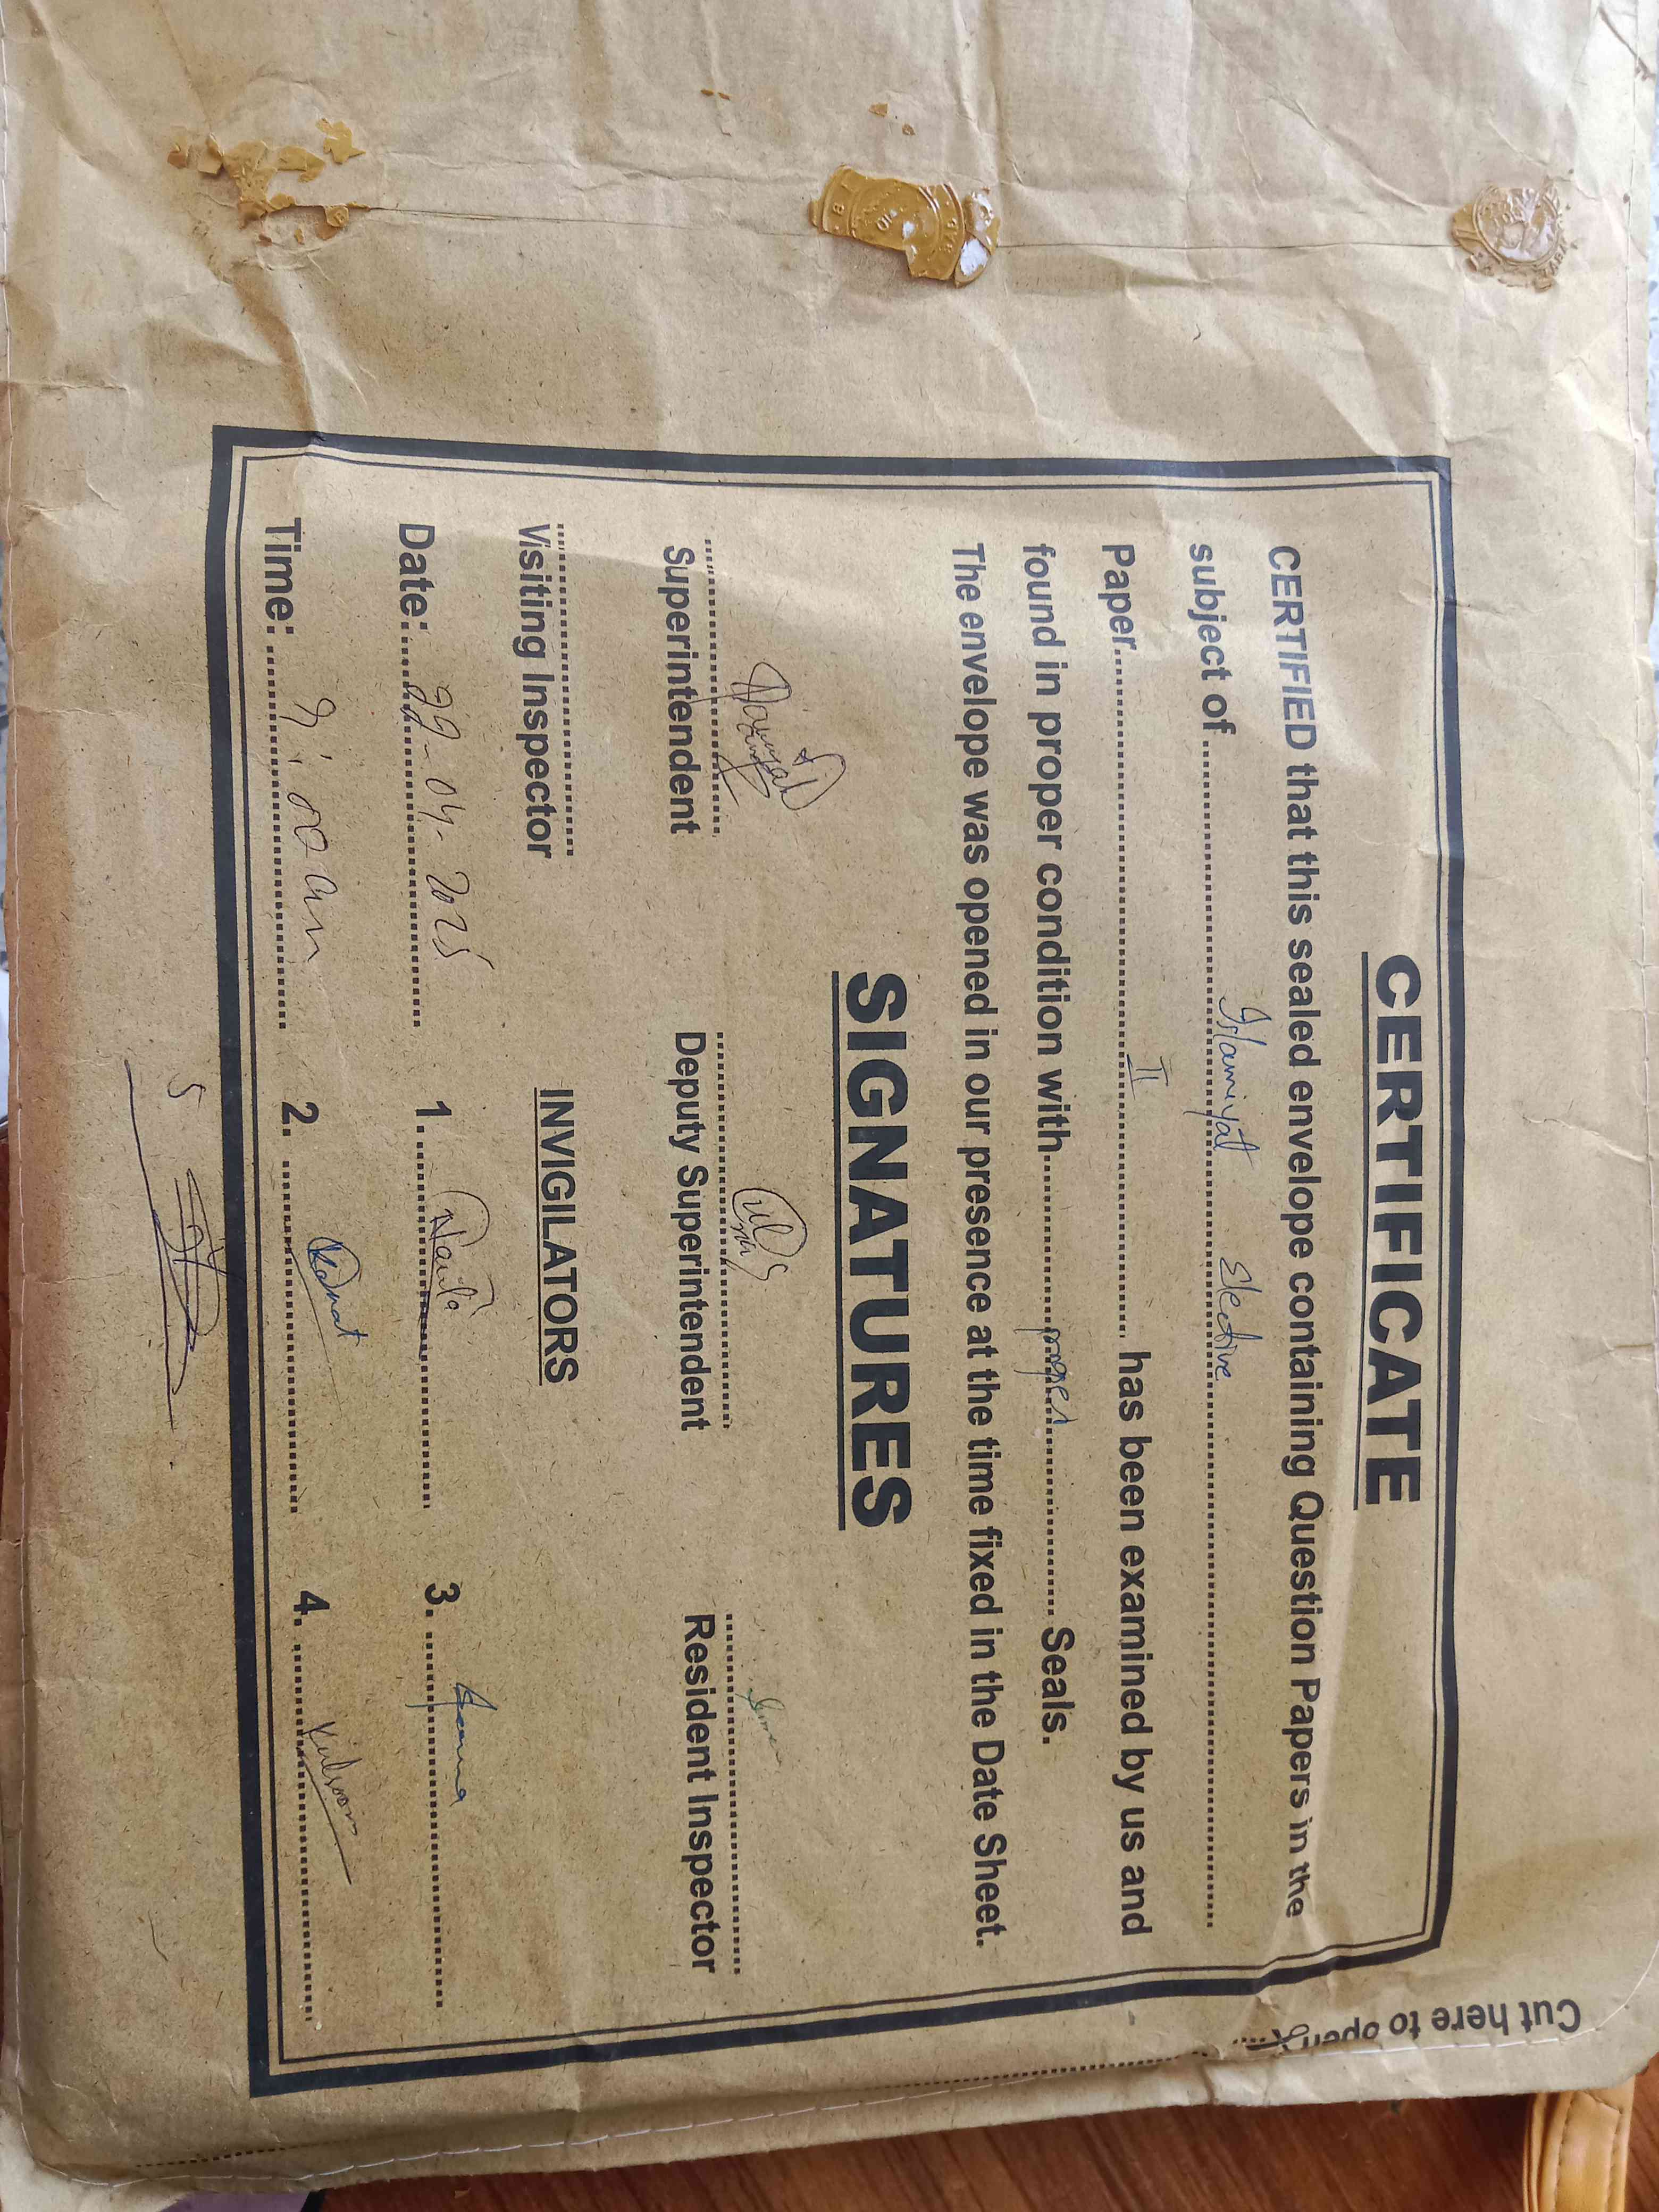 CERTIFICATE
CERTIFIED that this sealed envelope containing Question Papers in the
subject of Islamiyat Elective
Paper II has been examined by us and
found in proper condition with proper Seals.
The envelope was opened in our presence at the time fixed in the Date Sheet.
SIGNATURES
Superintendent Deputy Superintendent Resident Inspector
Visiting Inspector
INVIGILATORS
Date: 29-04-2025 1. 3.
Time: 9:00 am 2. 4. Kulsoom
5
Cut here to open